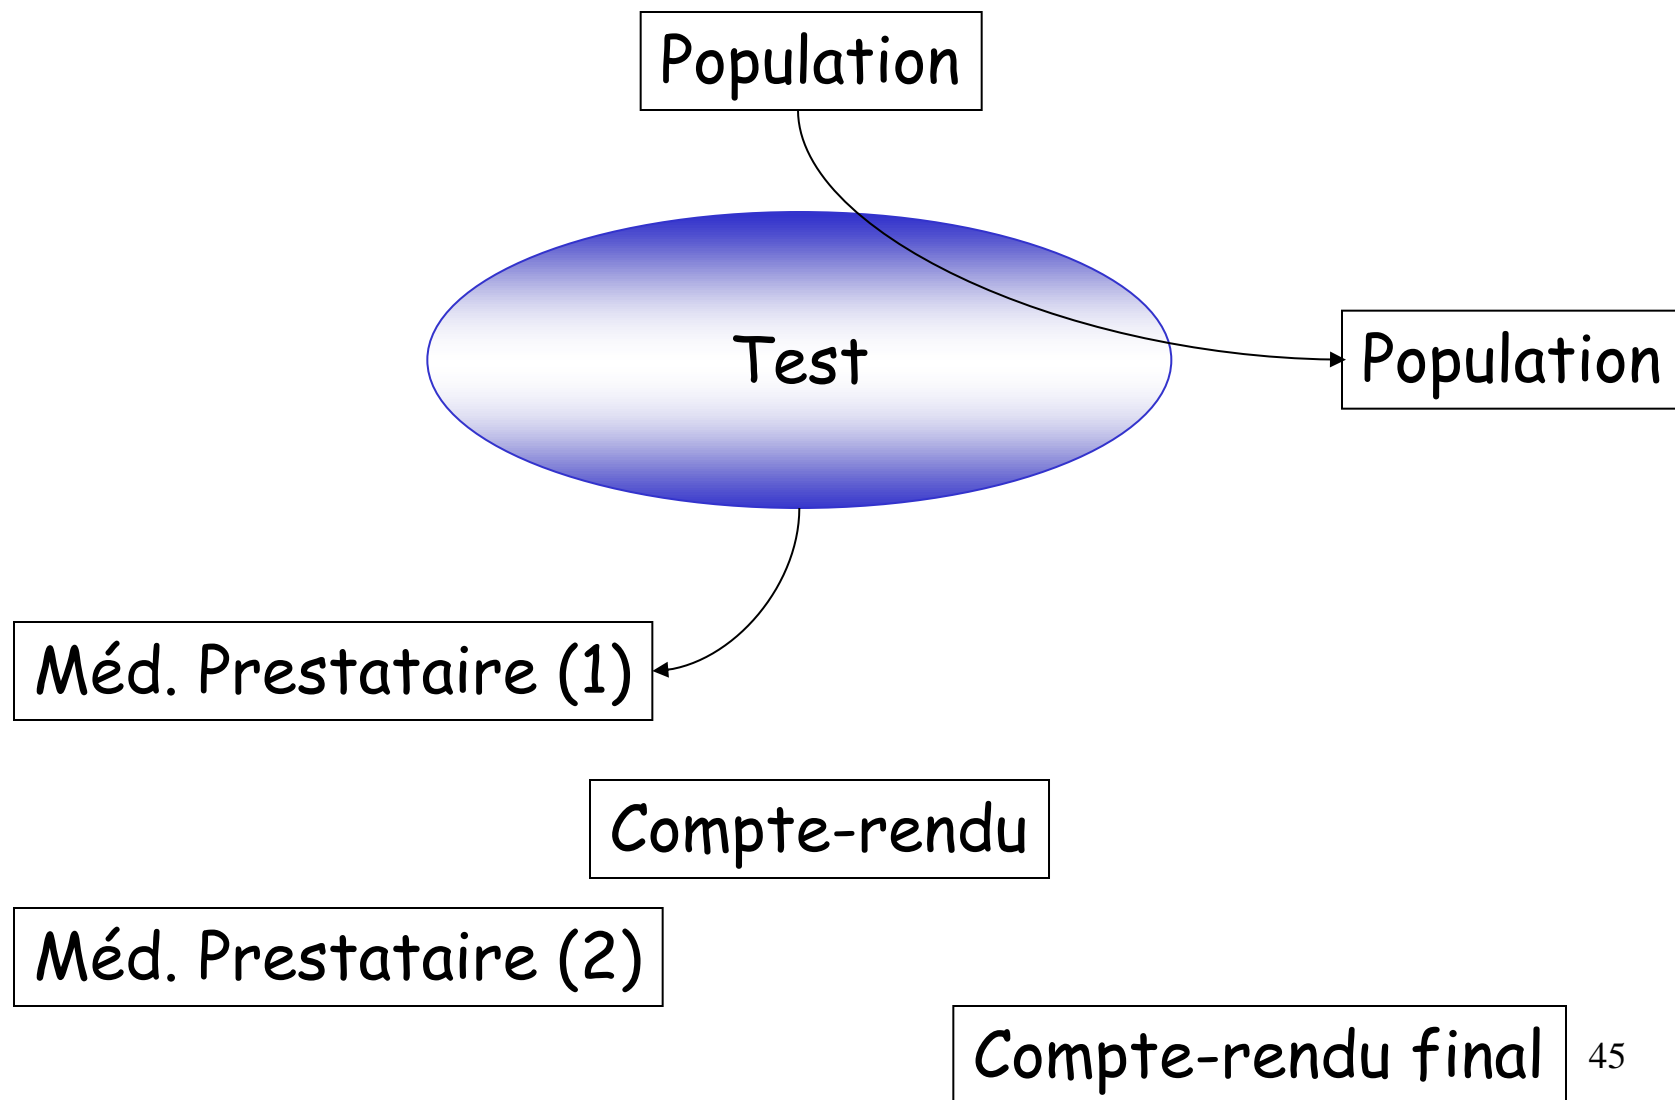 Population
Test
Population
Méd. Prestataire (1)
Compte-rendu
Méd. Prestataire (2)
Compte-rendu final
45